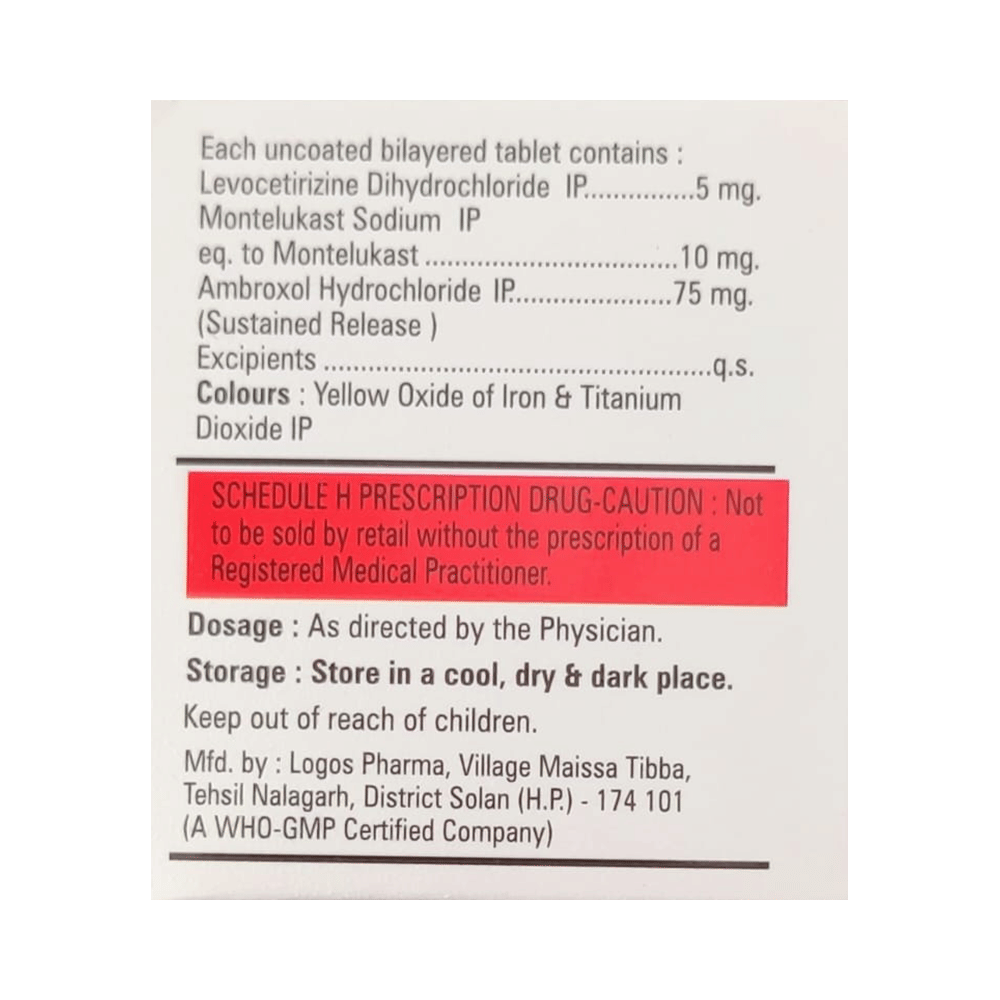 Each uncoated bilayered tablet contains :
Levocetirizine Dihydrochloride IP...............5 mg.
Montelukast Sodium IP
eq. to Montelukast ....................................10 mg.
Ambroxol Hydrochloride IP.......................75 mg.
(Sustained Release )
Excipients ......................................................q.s.
Colours : Yellow Oxide of Iron & Titanium
Dioxide IP
SCHEDULE H PRESCRIPTION DRUG-CAUTION : Not
to be sold by retail without the prescription of a
Registered Medical Practitioner.
Dosage : As directed by the Physician.
Storage : Store in a cool, dry & dark place.
Keep out of reach of children.
Mfd. by : Logos Pharma, Village Maissa Tibba,
Tehsil Nalagarh, District Solan (H.P.) - 174 101
(A WHO-GMP Certified Company)